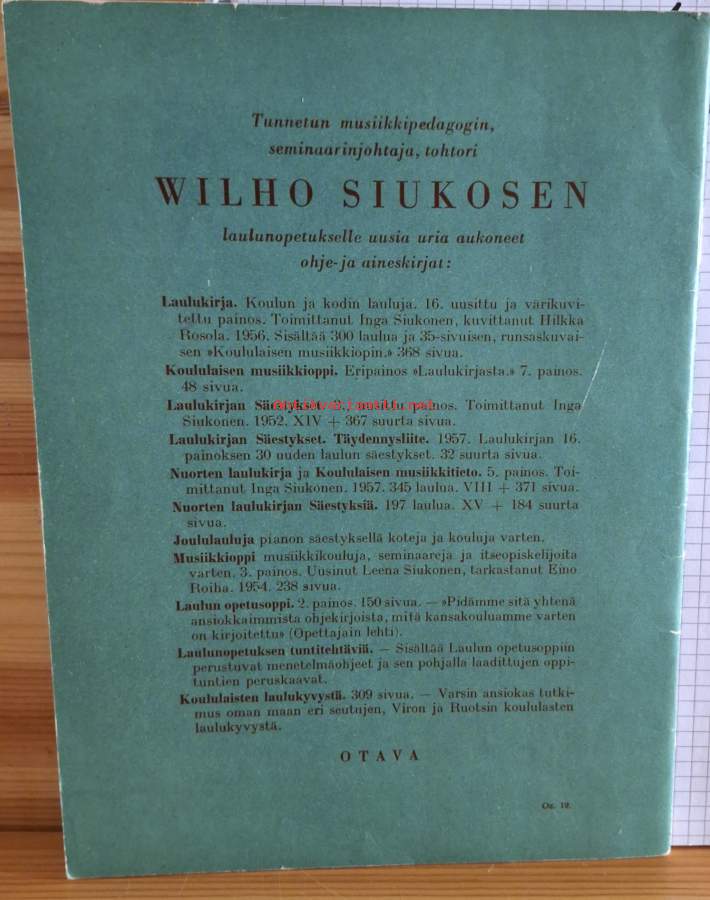 Tunnetun musiikkipedagogin,
seminaarinjohtaja, tohtori
WILHO SIUKOSEN
laulunopetukselle uusia uria aukoneet
ohje- ja aineskirjat:
Laulukirja. Koulun ja kodin lauluja. 16. uusittu ja värikuvi-
tettu painos. Toimittanut Inga Siukonen, kuvittanut Hilkka
Rosola. 1956. Sisältää 300 laulua ja 35-sivuisen, runsaskuvai-
sen »Koululaisen musiikkiopin.» 368 sivua.
Koululaisen musiikkioppi. Eripainos »Laulukirjasta.» 7. painos.
48 sivua.
Laulukirjan Säestykset. uusittu painos. Toimittanut Inga
Siukonen. 1952. XIV + 367 suurta sivua.
Laulukirjan Säestykset. Täydennysliite. 1957. Laulukirjan 16.
painoksen 30 uuden laulun säestykset. 32 suurta sivua.
Nuorten laulukirja ja Koululaisen musiikkitieto. 5. painos. Toi-
mittanut Inga Siukonen. 1957. 345 laulua. VIII + 371 sivua.
Nuorten laulukirjan Säestyksiä. 197 laulua. XV + 184 suurta
sivua.
Joululauluja pianon säestyksellä koteja ja kouluja varten.
Musiikkioppi musiikkikouluja, seminaareja ja itseopiskelijoita
varten. 3. painos. Uusinut Leena Siukonen, tarkastanut Eino
Roiha. 1954. 238 sivua.
Laulun opetusoppi. 2. painos. 150 sivua. — »Pidämme sitä yhtenä
ansiokkaimmista ohjekirjoista, mitä kansakouluamme varten
on kirjoitettu» (Opettajain lehti).
Laulunopetuksen tuntitehtäviä. — Sisältää Laulun opetusoppiin
perustuvat menetelmäohjeet ja sen pohjalla laadittujen oppi-
tuntien peruskaavat.
Koululaisten laulukyvystä. 309 sivua. — Varsin ansiokas tutki-
mus oman maan eri seutujen, Viron ja Ruotsin koululasten
laulukyvystä.
OTAVA